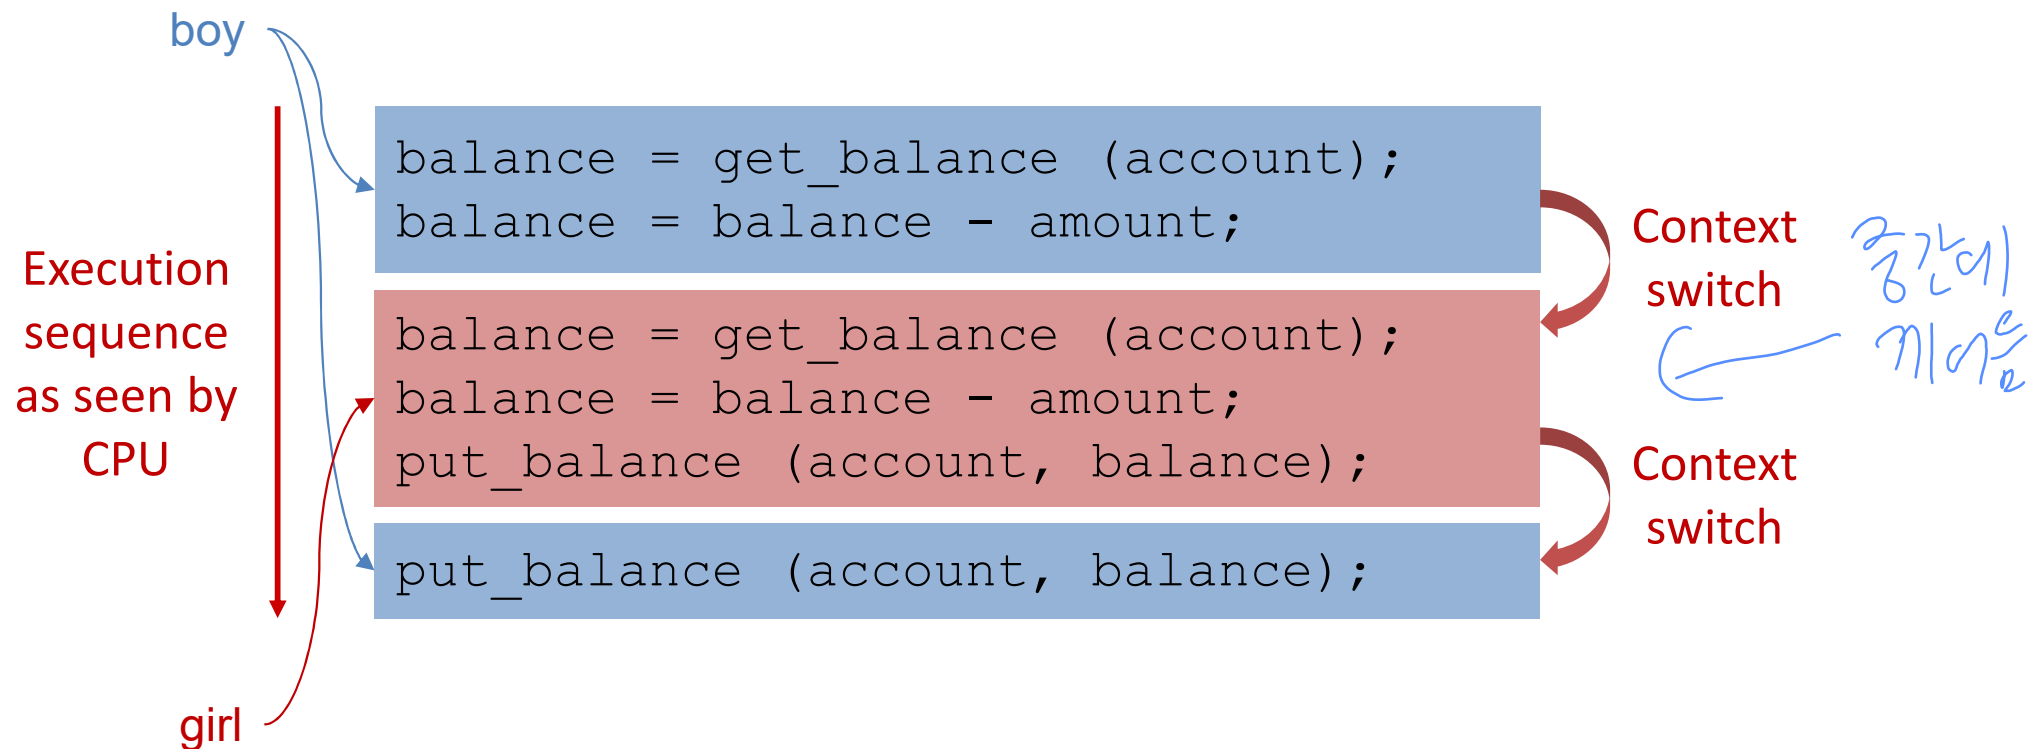 boy
balance = get_balance (account);
balance = balance - amount;
Execution
sequence
as seen by
CPU
Context
switch
중간에
끼어듬
balance = get_balance (account);
balance = balance - amount;
put_balance (account, balance);
Context
switch
put_balance (account, balance);
girl